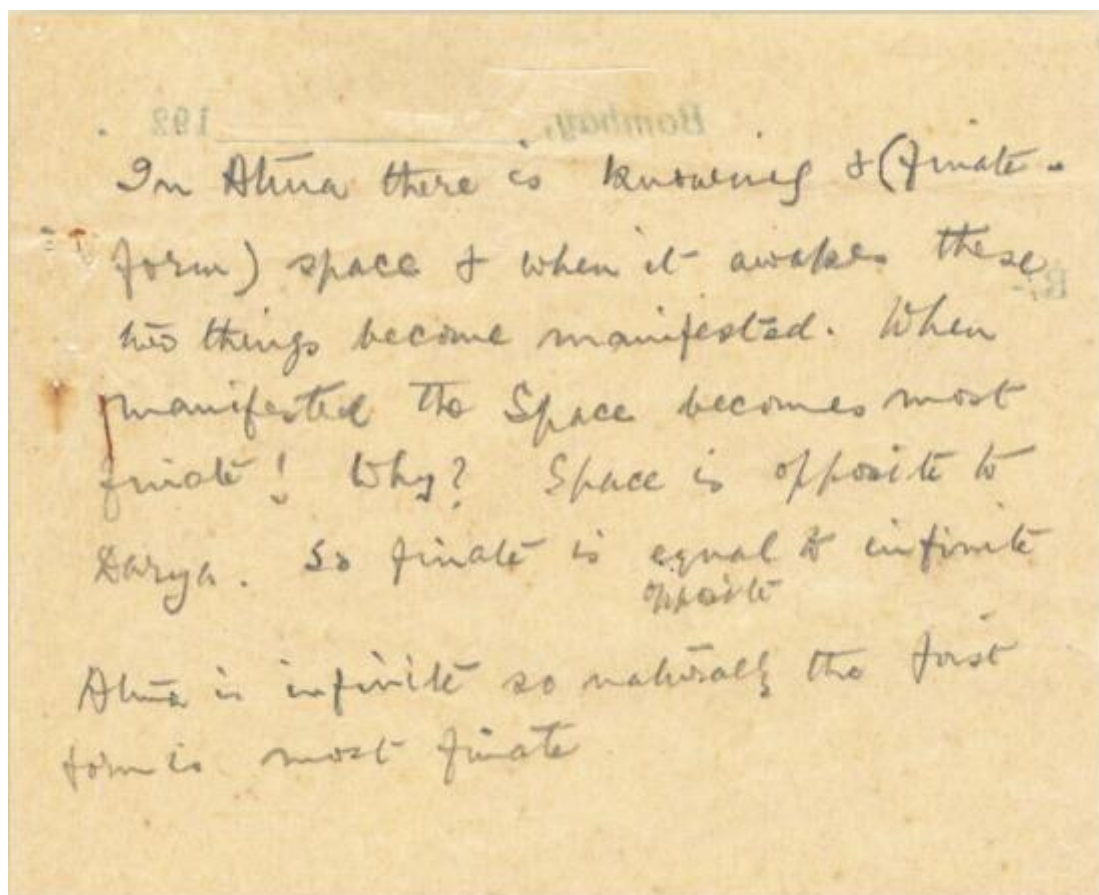 Bombay, 192
In Atma there is knowing & (finate-
form) space & when it awakes these
two things become manifested. When
manifested the Space becomes most
finate! Why? Space is opposite to
Darya. So finate is equal to infinite
opposite
Atma is infinite so naturally the first
form is most finate